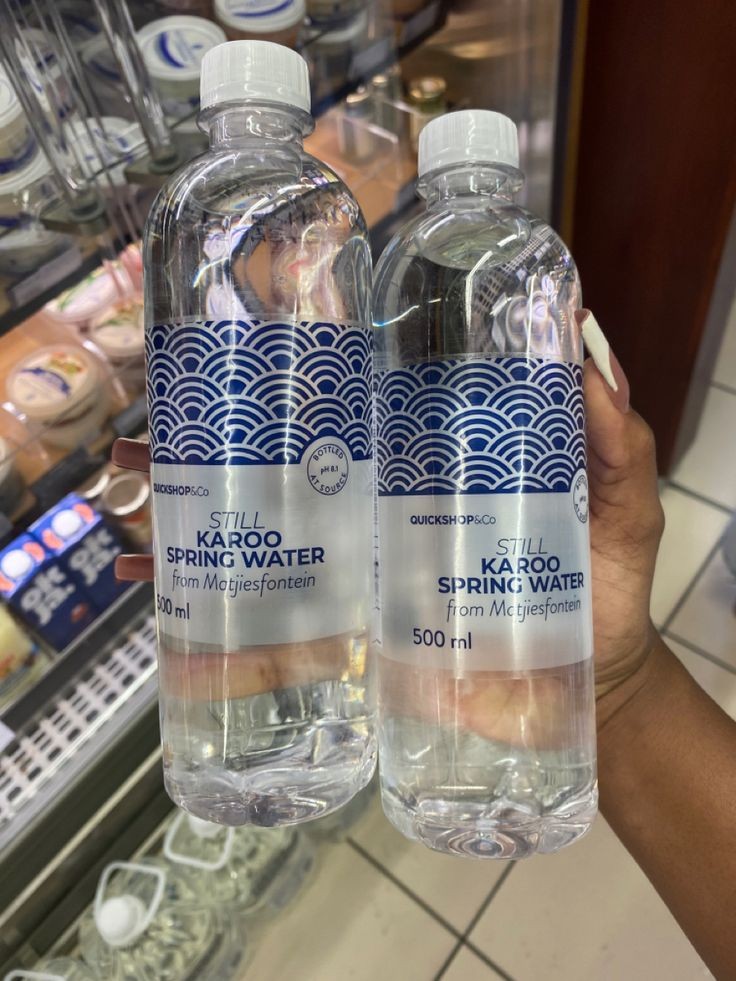 BOTTLED
pH 8.1
AT SOURCE
QUICKSHOP&Co
STILL
KAROO
SPRING WATER
from Matjiesfontein
500 ml
QUICKSHOP&Co
STILL
KAROO
SPRING WATER
from Matjiesfontein
500 ml